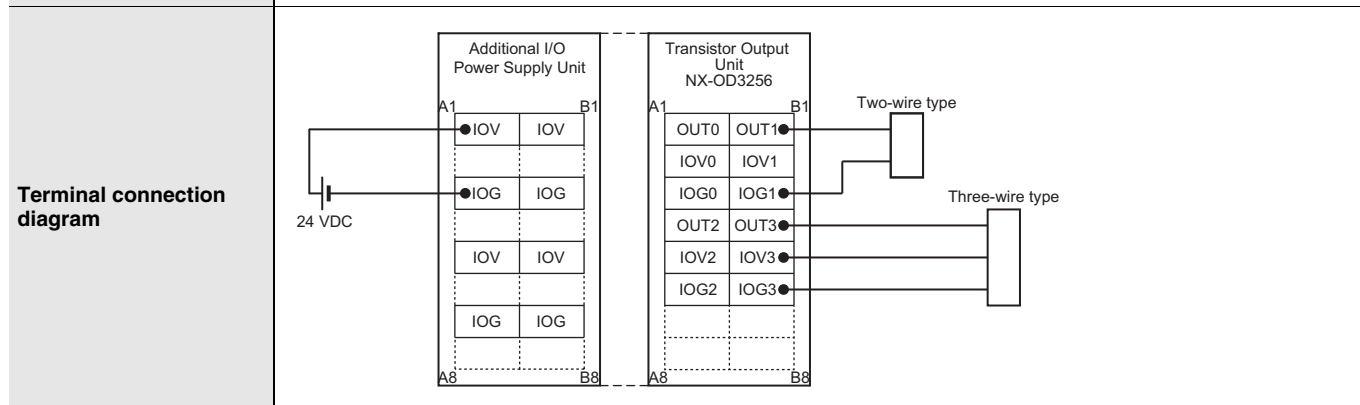 Terminal connection
diagram
Additional I/O
Power Supply Unit
A1 B1
IOV IOV
IOG IOG
IOV IOV
IOG IOG
A8 B8
24 VDC
Transistor Output
Unit
NX-OD3256
A1 B1
OUT0 OUT1
IOV0 IOV1
IOG0 IOG1
OUT2 OUT3
IOV2 IOV3
IOG2 IOG3
A8 B8
Two-wire type
Three-wire type